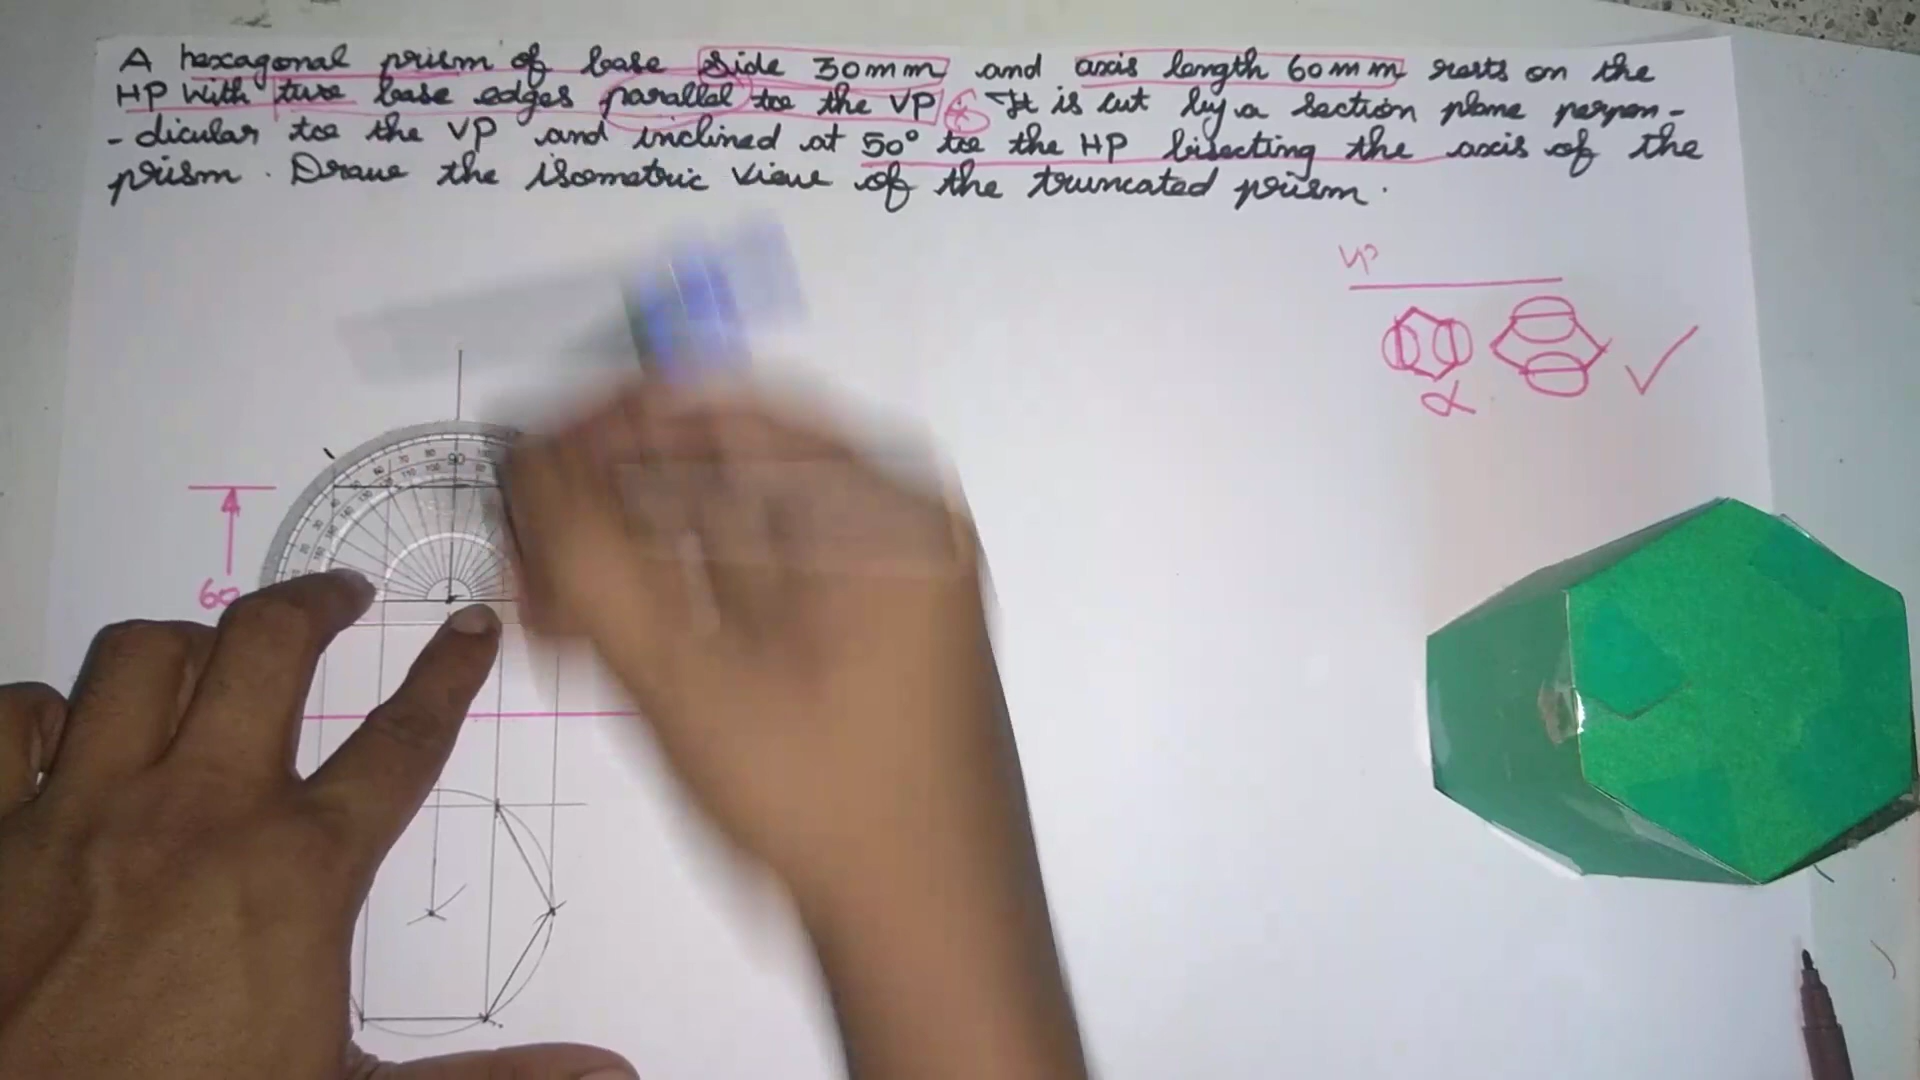 A hexagonal prism of base side 30mm and axis length 60mm rests on the
HP with two base edges parallel to the VP. It is cut by a section plane perpen-
-dicular to the VP and inclined at 50° to the HP bisecting the axis of the
prism. Draw the isometric view of the truncated prism.
VP
60
90